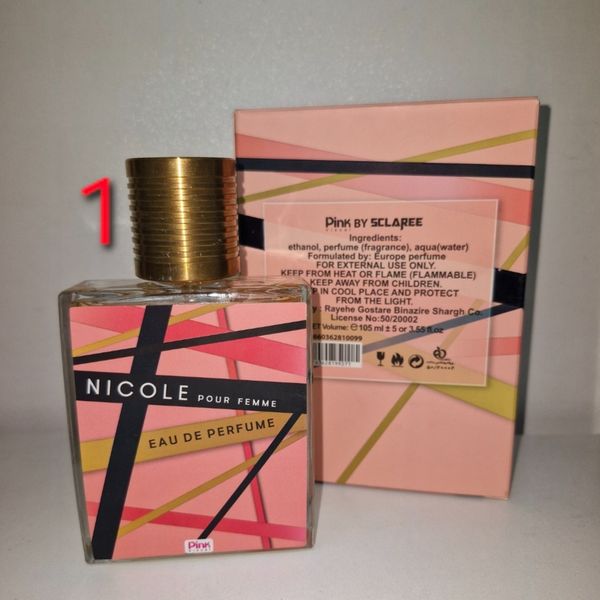 1
NICOLE POUR FEMME
EAU DE PERFUME
Pink
Pink BY SCLAREE
Ingredients:
ethanol, perfume (fragrance), aqua(water)
Formulated by: Europe perfume
FOR EXTERNAL USE ONLY.
KEEP FROM HEAT OR FLAME (FLAMMABLE)
KEEP AWAY FROM CHILDREN.
IN COOL PLACE AND PROTECT
FROM THE LIGHT.
: Rayehe Gostare Binazire Shargh Co.
License No:50/20002
Volume: ℮ 105 ml ± 5 or 3.55 fl.oz